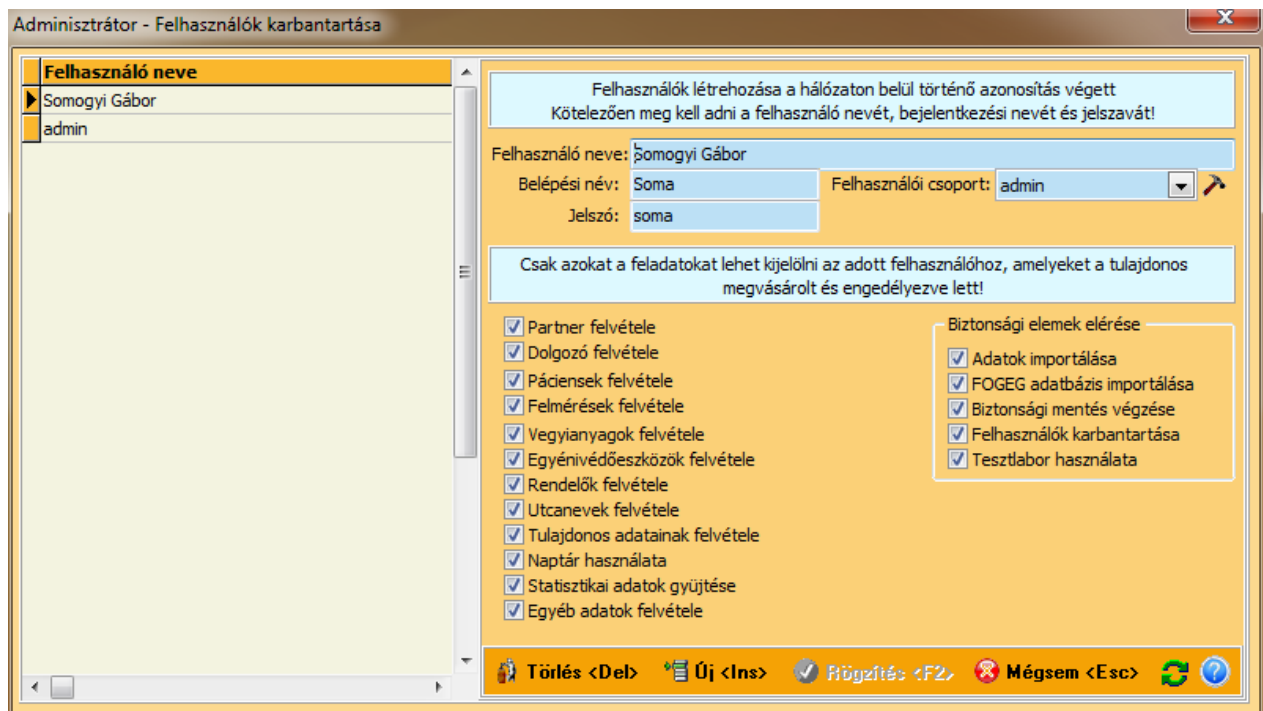 Adminisztrátor - Felhasználók karbantartása
Felhasználó neve
Somogyi Gábor
admin
Felhasználók létrehozása a hálózaton belül történő azonosítás végett
Kötelezően meg kell adni a felhasználó nevét, bejelentkezési nevét és jelszavát!
Felhasználó neve: Somogyi Gábor
Belépési név: Soma Felhasználói csoport: admin
Jelszó: soma
Csak azokat a feladatokat lehet kijelölni az adott felhasználóhoz, amelyeket a tulajdonos
megvásárolt és engedélyezve lett!
Partner felvétele
Dolgozó felvétele
Páciensek felvétele
Felmérések felvétele
Vegyianyagok felvétele
Egyénivédőeszközök felvétele
Rendelők felvétele
Utcanevek felvétele
Tulajdonos adatainak felvétele
Naptár használata
Statisztikai adatok gyüjtése
Egyéb adatok felvétele
Biztonsági elemek elérése
Adatok importálása
FOGEG adatbázis importálása
Biztonsági mentés végzése
Felhasználók karbantartása
Tesztlabor használata
Törlés <Del> Új <Ins> Rögzítés <F2> Mégsem <Esc>